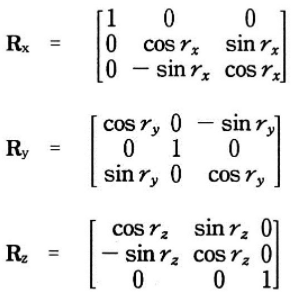 [1 0 0]
Rx = [0 cos rx sin rx]
[0 − sin rx cos rx]
[cos ry 0 − sin ry]
Ry = [0 1 0]
[sin ry 0 cos ry]
[cos rz sin rz 0]
Rz = [− sin rz cos rz 0]
[0 0 1]